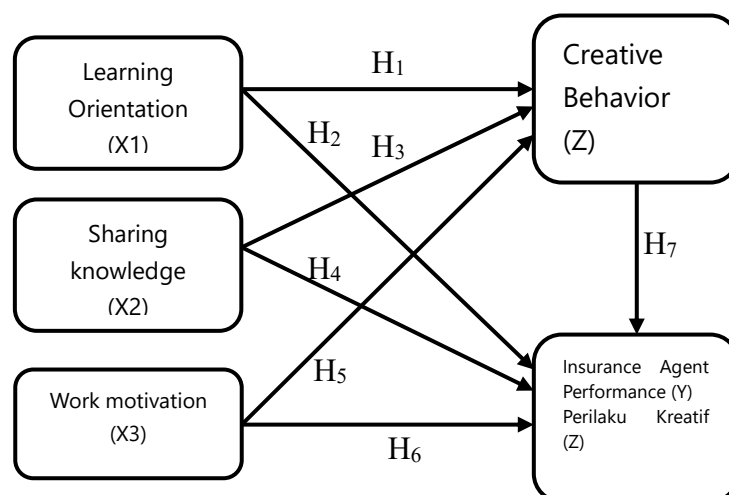 Learning
Orientation
(X1)
Sharing
knowledge
(X2)
Work motivation
(X3)
H1
H2
H3
H4
H5
H6
Creative
Behavior
(Z)
H7
Insurance Agent
Performance (Y)
Perilaku Kreatif
(Z)